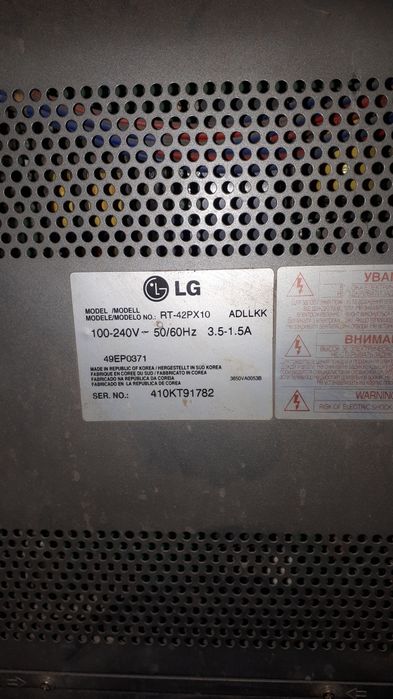 LG
MODEL /MODELL
MODELE/MODELO NO.: RT-42PX10 ADLLKK
100-240V ~ 50/60Hz 3.5-1.5A
49EP0371
MADE IN REPUBLIC OF KOREA / HERGESTELLT IN SUD KOREA
FABRIQUE EN COREE DU SUD / FABBRICATO IN COREA
FABRICADO NA REPUBLICA DA COREIA
FABRICADO EN LA REPUBLICA DE COREA
3850VA0053B
SER. NO.: 410KT91782
УВА
ВНИМА
WARNIN
RISK OF ELECTRIC SHOCK